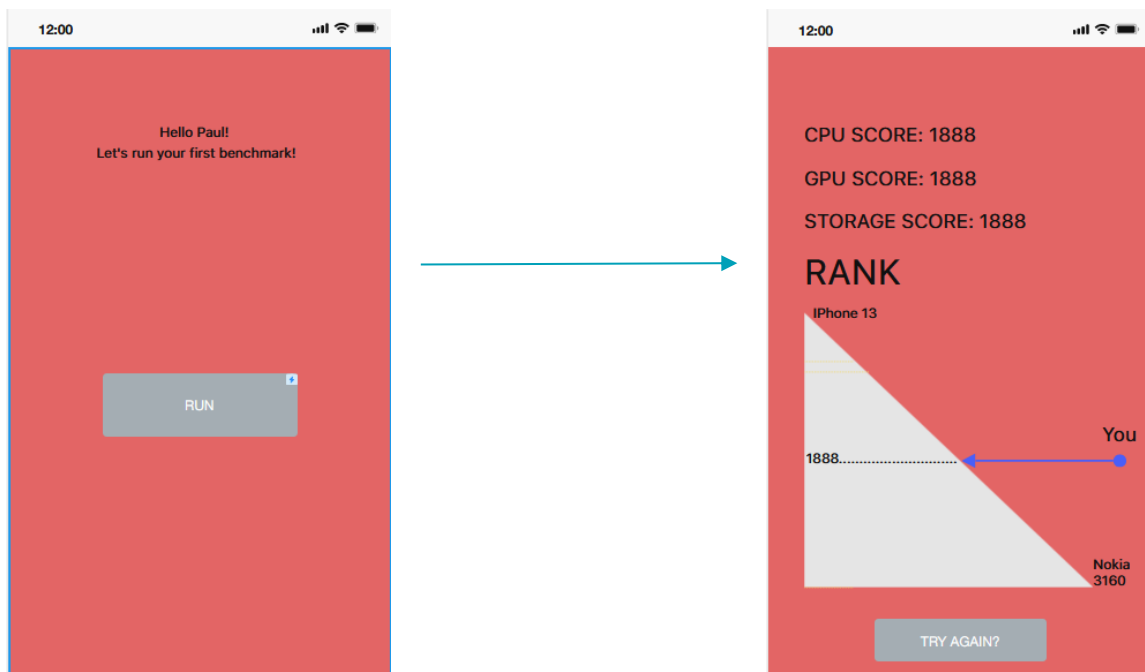 12:00
Hello Paul!
Let's run your first benchmark!
RUN
12:00
CPU SCORE: 1888
GPU SCORE: 1888
STORAGE SCORE: 1888
RANK
IPhone 13
You
1888.............................
Nokia
3160
TRY AGAIN?